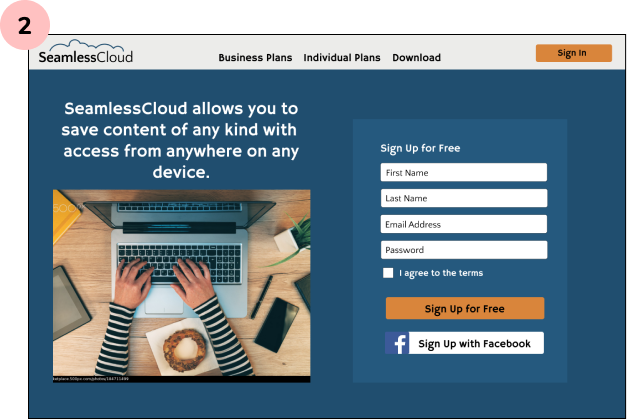 2
SeamlessCloud
Business Plans Individual Plans Download
Sign In
SeamlessCloud allows you to
save content of any kind with
access from anywhere on any
device.
Sign Up for Free
First Name
Last Name
Email Address
Password
I agree to the terms
Sign Up for Free
f Sign Up with Facebook